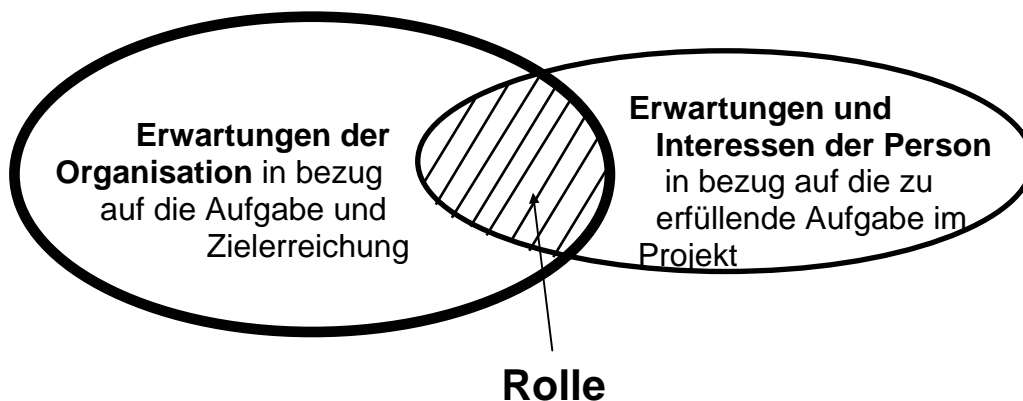 Erwartungen der
Organisation in bezug
auf die Aufgabe und
Zielerreichung
Erwartungen und
Interessen der Person
in bezug auf die zu
erfüllende Aufgabe im
Projekt
Rolle